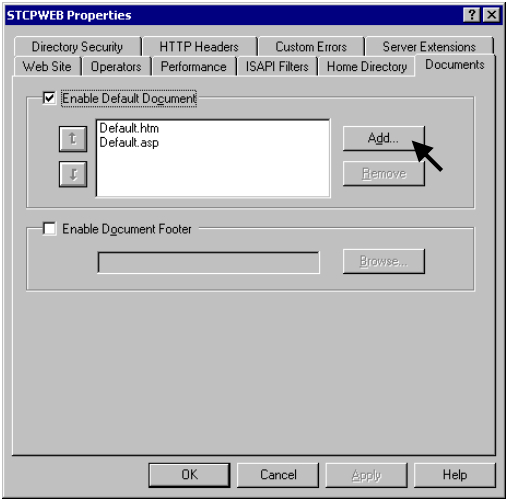 STCPWEB Properties
Directory Security
HTTP Headers
Custom Errors
Server Extensions
Web Site
Operators
Performance
ISAPI Filters
Home Directory
Documents
Enable Default Document
Default.htm
Default.asp
Add...
Remove
Enable Document Footer
Browse...
OK
Cancel
Apply
Help